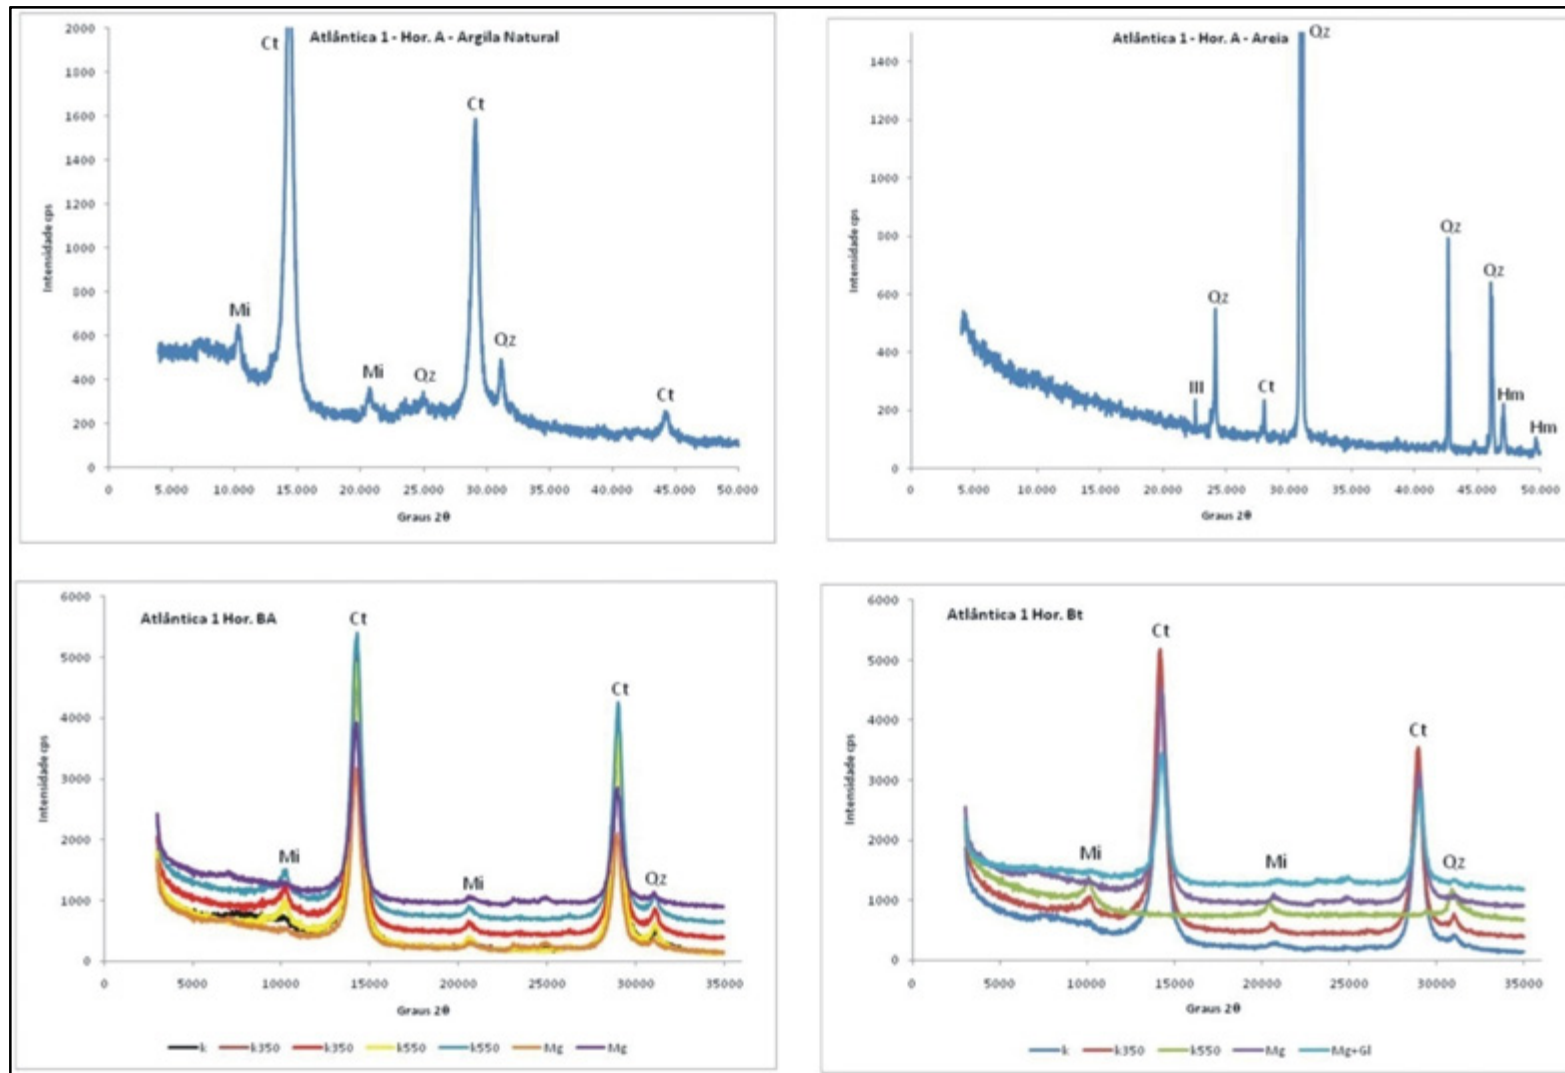 Atlântica 1 - Hor. A - Argila Natural
Intensidade cps
2000
1800
1600
1400
1200
1000
800
600
400
200
0
Ct
Mi
Mi
Qz
Ct
Qz
Ct
0 5.000 10.000 15.000 20.000 25.000 30.000 35.000 40.000 45.000 50.000
Graus 2θ
Atlântica 1 - Hor. A - Areia
Intensidade cps
1400
1200
1000
800
600
400
200
0
Ill
Qz
Ct
Qz
Qz
Qz
Hm
Hm
0 5.000 10.000 15.000 20.000 25.000 30.000 35.000 40.000 45.000 50.000
Graus 2θ
Atlântica 1 Hor. BA
Intensidade cps
6000
5000
4000
3000
2000
1000
0
Mi
Ct
Mi
Ct
Qz
0 5000 10000 15000 20000 25000 30000 35000
Graus 2θ
k k350 k350 k550 k550 Mg Mg
Atlântica 1 Hor. Bt
Intensidade cps
6000
5000
4000
3000
2000
1000
0
Mi
Ct
Mi
Ct
Qz
0 5000 10000 15000 20000 25000 30000 35000
Graus 2θ
k k350 k550 Mg Mg+Gl